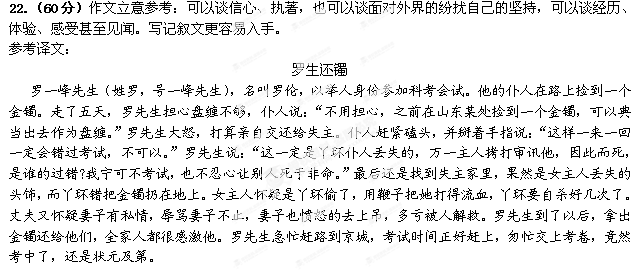 22.（60分）作文立意参考：可以谈信心、执著，也可以谈面对外界的纷扰自己的坚持，可以谈经历、
体验、感受甚至见闻。写记叙文更容易入手。
参考译文：
罗生还镯
罗一峰先生（姓罗，号一峰先生），名叫罗伦，以举人身份参加科考会试。他的仆人在路上捡到一个
金镯。走了五天，罗先生担心盘缠不够，仆人说：“不用担心，之前在山东某处捡到一个金镯，可以典
当出去作为盘缠。”罗先生大怒，打算亲自交还给失主。仆人赶紧磕头，并掰着手指说：“这样一来一回
一定会错过考试，不可以。”罗先生说：“这一定是丫环仆人丢失的，万一主人拷打审讯他，因此而死，
是谁的过错？我宁可不考试，也不忍心让别人死于非命。”最后还是找到失主家里，果然是女主人丢失的
头饰，而丫环错把金镯扔在地上。女主人怀疑是丫环偷了，用鞭子把她打得流血，丫环要自杀好几次了。
丈夫又怀疑妻子有私情，辱骂妻子不止，妻子也愤怒的去上吊，多亏被人解救。罗先生到了以后，拿出
金镯还给他们，全家人都很感激他。罗先生急忙赶路到京城，考试时间正好赶上，匆忙交上考卷，竟然
考中了，还是状元及第。